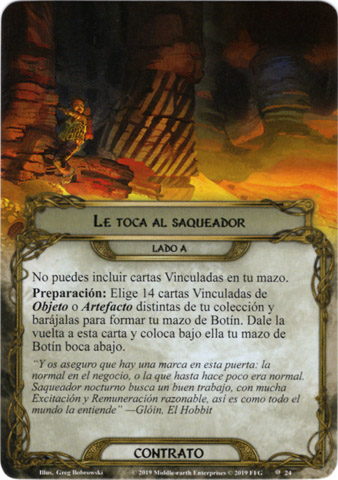 LE TOCA AL SAQUEADOR
LADO A
No puedes incluir cartas Vinculadas en tu mazo.
Preparación: Elige 14 cartas Vinculadas de
Objeto o Artefacto distintas de tu colección y
barájalas para formar tu mazo de Botín. Dale la
vuelta a esta carta y coloca bajo ella tu mazo de
Botín boca abajo.
“Y os aseguro que hay una marca en esta puerta: la
normal en el negocio, o la que hasta hace poco era normal.
Saqueador nocturno busca un buen trabajo, con mucha
Excitación y Remuneración razonable, así es como todo el
mundo la entiende” —Glóin, El Hobbit
CONTRATO
Illus. Greg Bobrowski
© 2019 Middle-earth Enterprises © 2019 FFG
24